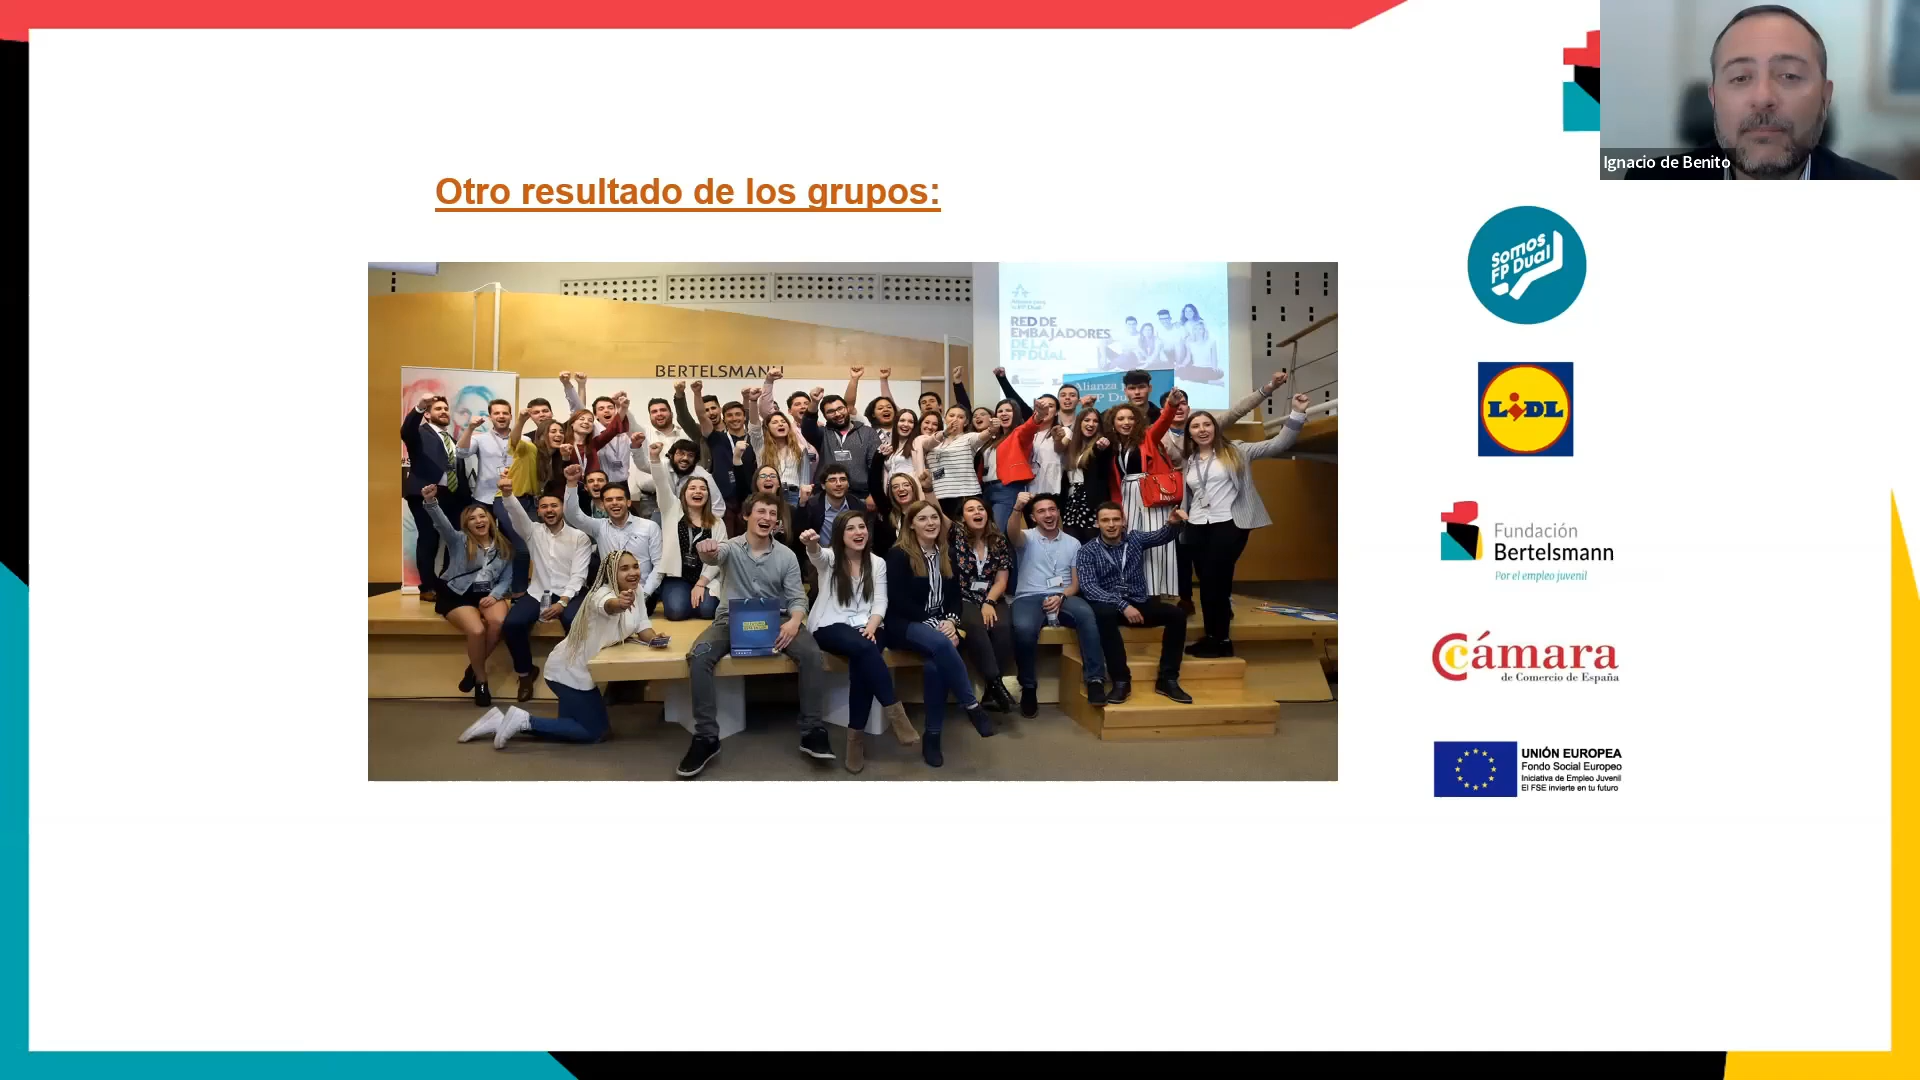 Ignacio de Benito
Otro resultado de los grupos:
somos
FP Dual
LIDL
Fundación
Bertelsmann
Por el empleo juvenil
Cámara
de Comercio de España
UNIÓN EUROPEA
Fondo Social Europeo
Iniciativa de Empleo Juvenil
El FSE invierte en tu futuro
BERTELSMANN
RED DE
EMBAJADORES
DE LA
FP DUAL
Alianza